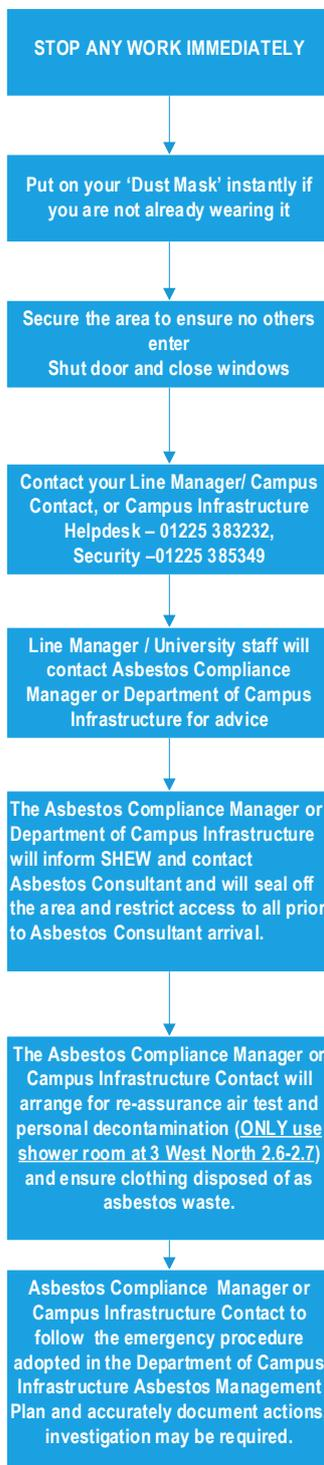 STOP ANY WORK IMMEDIATELY
Put on your ‘Dust Mask’ instantly if
you are not already wearing it
Secure the area to ensure no others
enter
Shut door and close windows
Contact your Line Manager/ Campus
Contact, or Campus Infrastructure
Helpdesk – 01225 383232,
Security –01225 385349
Line Manager / University staff will
contact Asbestos Compliance
Manager or Department of Campus
Infrastructure for advice
The Asbestos Compliance Manager or
Department of Campus Infrastructure
will inform SHEW and contact
Asbestos Consultant and will seal off
the area and restrict access to all prior
to Asbestos Consultant arrival.
The Asbestos Compliance Manager or
Campus Infrastructure Contact will
arrange for re-assurance air test and
personal decontamination (ONLY use
shower room at 3 West North 2.6-2.7)
and ensure clothing disposed of as
asbestos waste.
Asbestos Compliance Manager or
Campus Infrastructure Contact to
follow the emergency procedure
adopted in the Department of Campus
Infrastructure Asbestos Management
Plan and accurately document actions
investigation may be required.